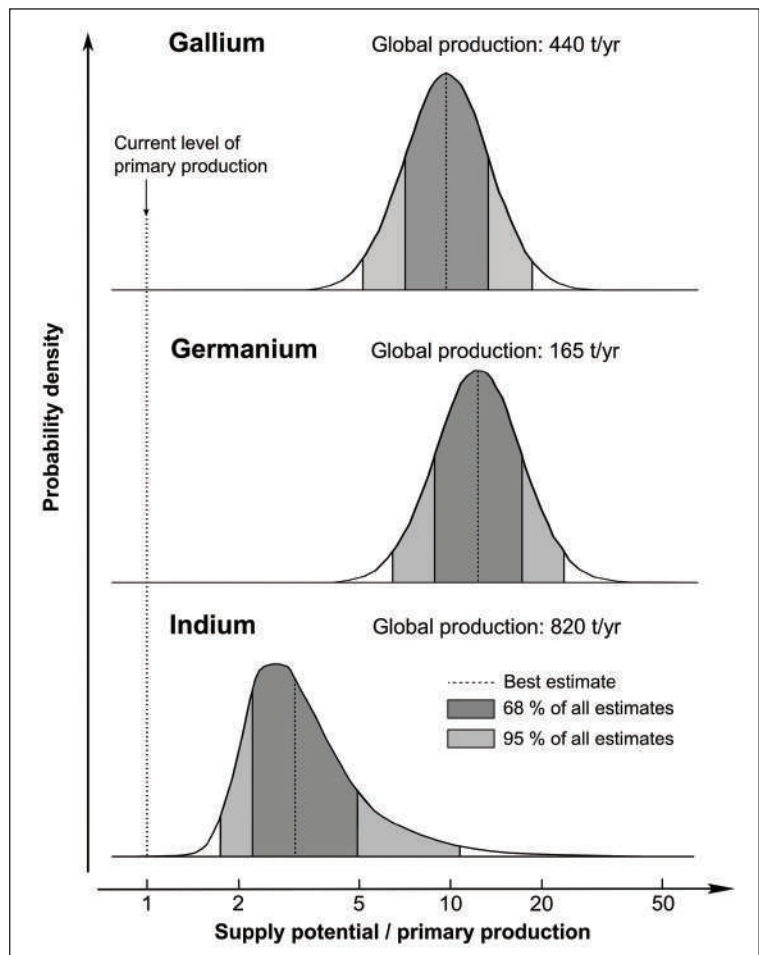 Gallium
Global production: 440 t/yr
Current level of
primary production
Germanium
Global production: 165 t/yr
Probability density
Indium
Global production: 820 t/yr
Best estimate
68 % of all estimates
95 % of all estimates
1 2 5 10 20 50
Supply potential / primary production